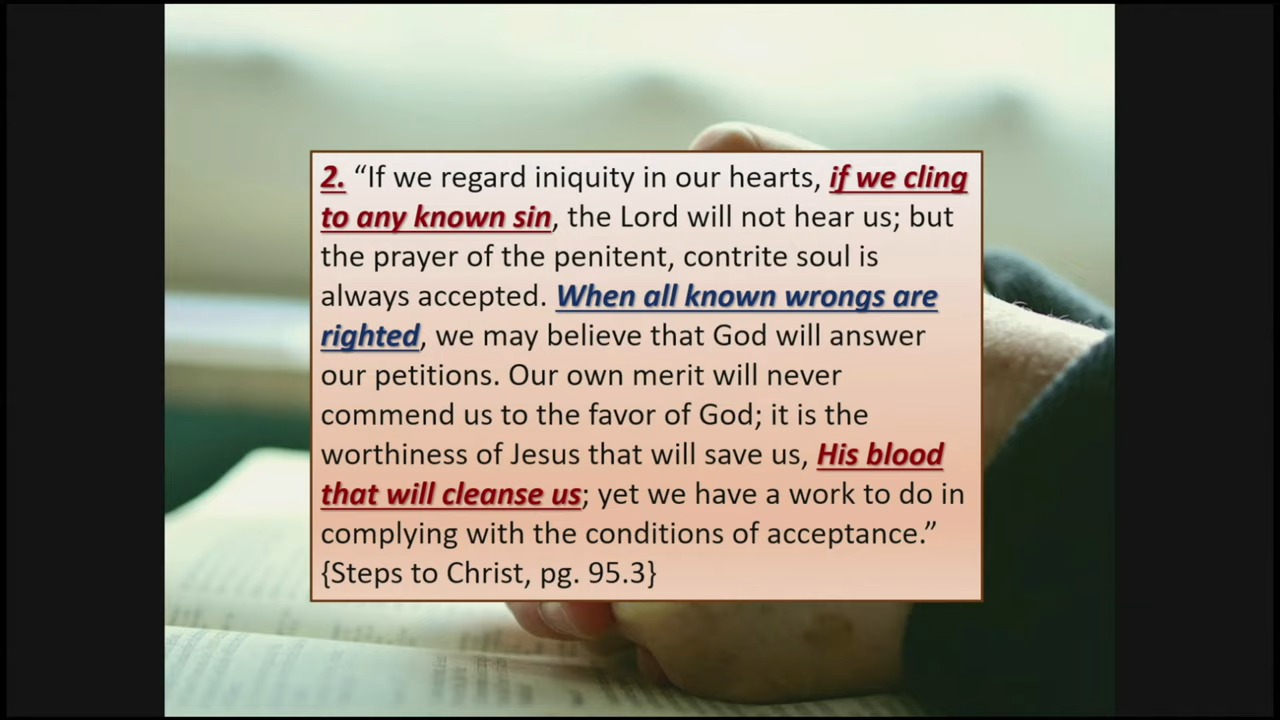 2. “If we regard iniquity in our hearts, if we cling
to any known sin, the Lord will not hear us; but
the prayer of the penitent, contrite soul is
always accepted. When all known wrongs are
righted, we may believe that God will answer
our petitions. Our own merit will never
commend us to the favor of God; it is the
worthiness of Jesus that will save us, His blood
that will cleanse us; yet we have a work to do in
complying with the conditions of acceptance.”
{Steps to Christ, pg. 95.3}